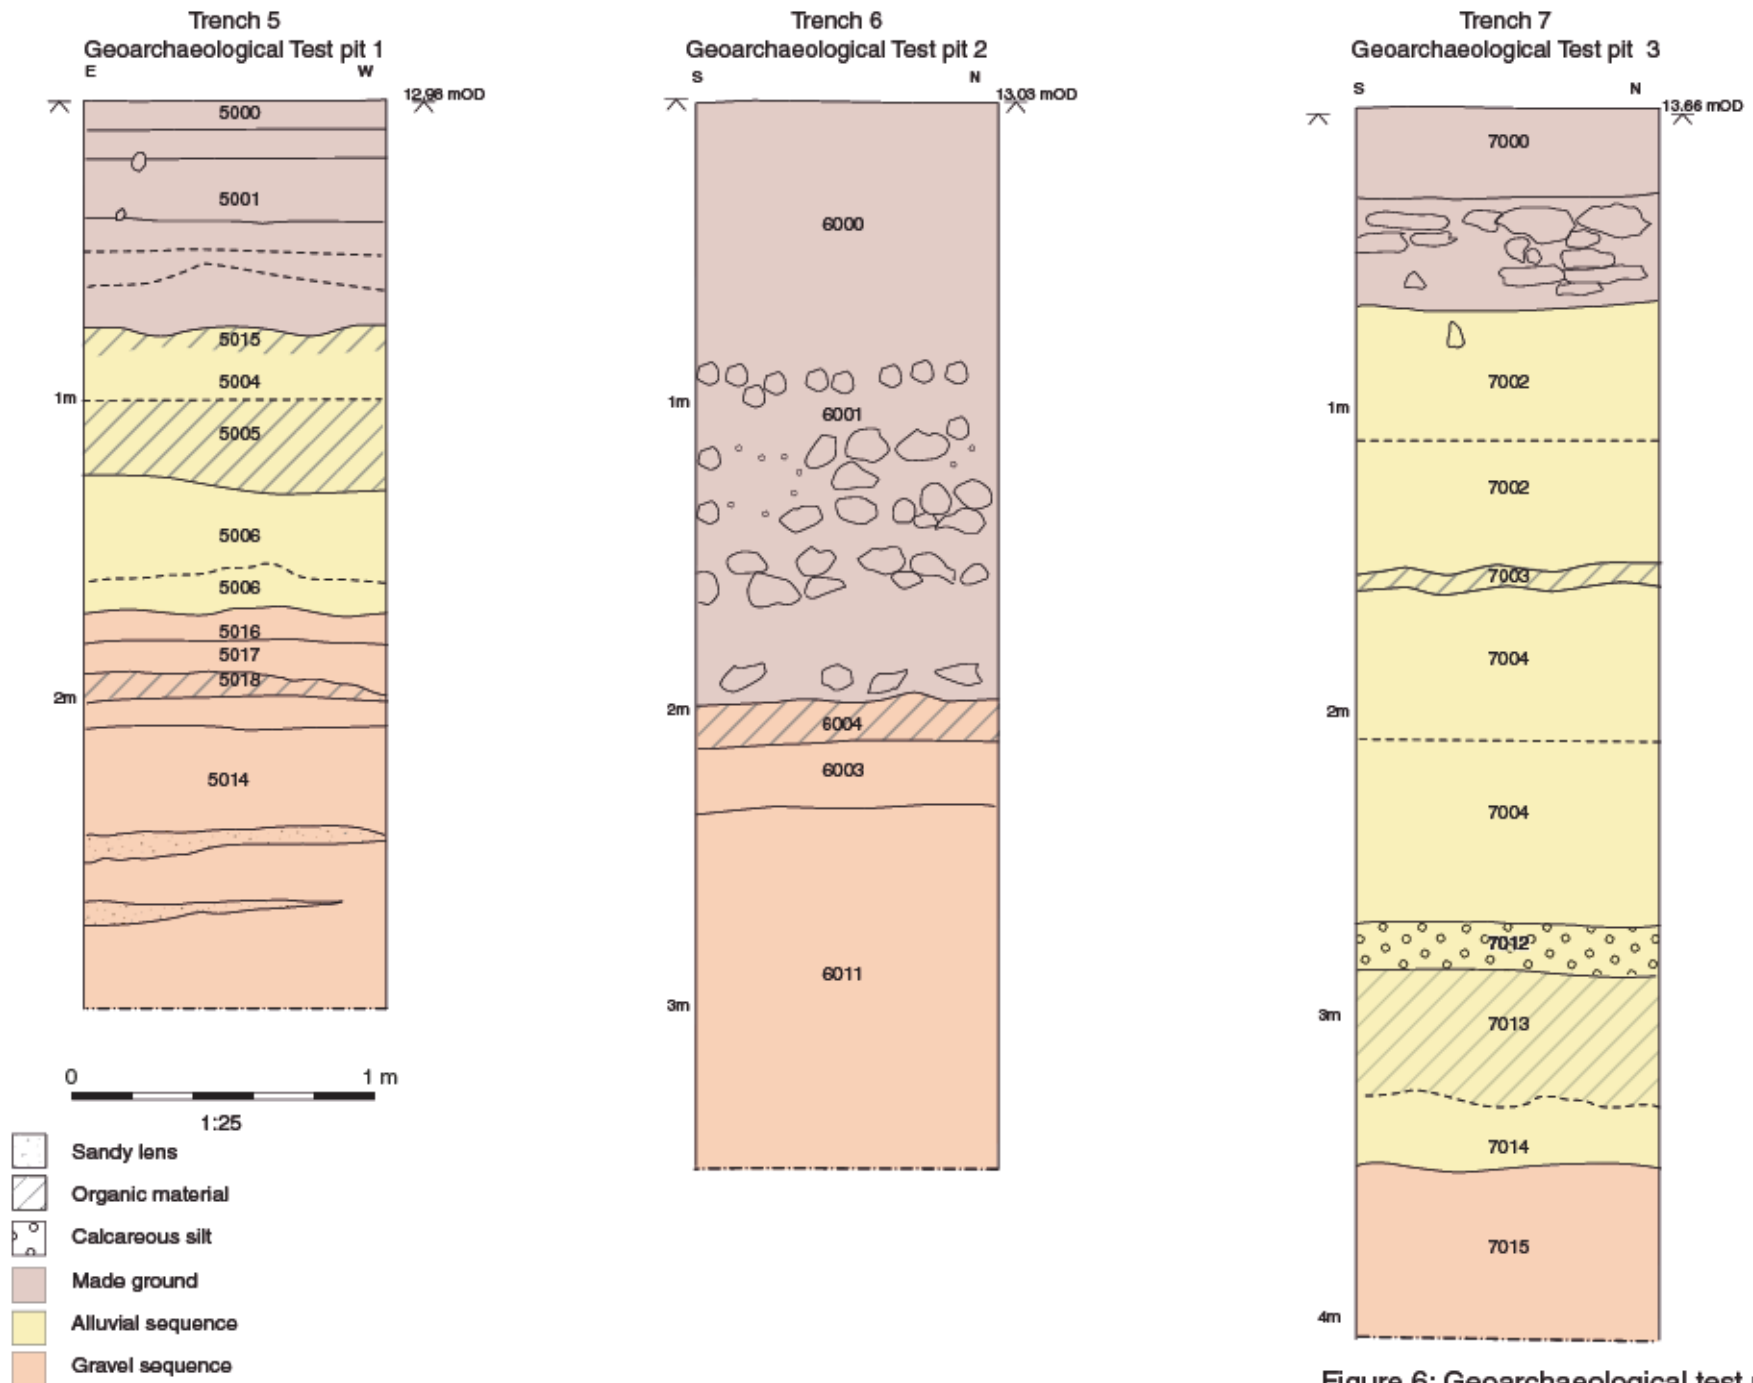 Trench 5
Geoarchaeological Test pit 1
E W
12.98 mOD
5000
5001
5015
5004
1m
5005
5006
5006
5016
5017
5018
2m
5014
0 1 m
1:25
Sandy lens
Organic material
Calcareous silt
Made ground
Alluvial sequence
Gravel sequence
Trench 6
Geoarchaeological Test pit 2
S N
13.03 mOD
6000
1m
6001
2m
6004
6003
6011
3m
Trench 7
Geoarchaeological Test pit 3
S N
13.66 mOD
7000
7002
1m
7002
7003
7004
2m
7004
7012
3m
7013
7014
7015
4m
Figure 6: Geoarchaeological test